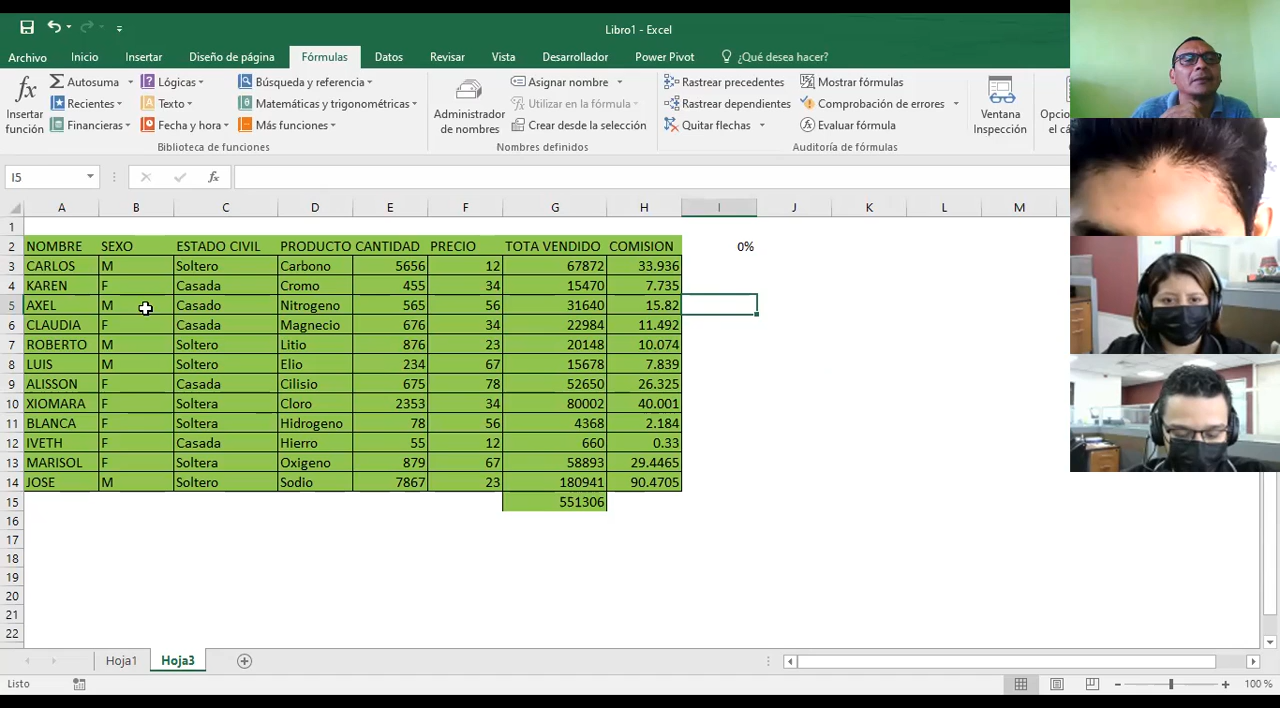 Libro1 - Excel
Archivo Inicio Insertar Diseño de página Fórmulas Datos Revisar Vista Desarrollador Power Pivot ¿Qué desea hacer?
Autosuma Lógicas Búsqueda y referencia Asignar nombre Rastrear precedentes Mostrar fórmulas
Recientes Texto Matemáticas y trigonométricas Utilizar en la fórmula Rastrear dependientes Comprobación de errores
Financieras Fecha y hora Más funciones Crear desde la selección Quitar flechas Evaluar fórmula
Insertar función
Administrador de nombres
Ventana Inspección
Opcio
el cá
Biblioteca de funciones Nombres definidos Auditoría de fórmulas
I5 fx
A B C D E F G H I J K L M
1
2 NOMBRE SEXO ESTADO CIVIL PRODUCTO CANTIDAD PRECIO TOTA VENDIDO COMISION 0%
3 CARLOS M Soltero Carbono 5656 12 67872 33.936
4 KAREN F Casada Cromo 455 34 15470 7.735
5 AXEL M Casado Nitrogeno 565 56 31640 15.82
6 CLAUDIA F Casada Magnecio 676 34 22984 11.492
7 ROBERTO M Soltero Litio 876 23 20148 10.074
8 LUIS M Soltero Elio 234 67 15678 7.839
9 ALISSON F Casada Cilisio 675 78 52650 26.325
10 XIOMARA F Soltera Cloro 2353 34 80002 40.001
11 BLANCA F Soltera Hidrogeno 78 56 4368 2.184
12 IVETH F Casada Hierro 55 12 660 0.33
13 MARISOL F Soltera Oxigeno 879 67 58893 29.4465
14 JOSE M Soltero Sodio 7867 23 180941 90.4705
15 551306
16
17
18
19
20
21
22
Hoja1 Hoja3
Listo 100 %